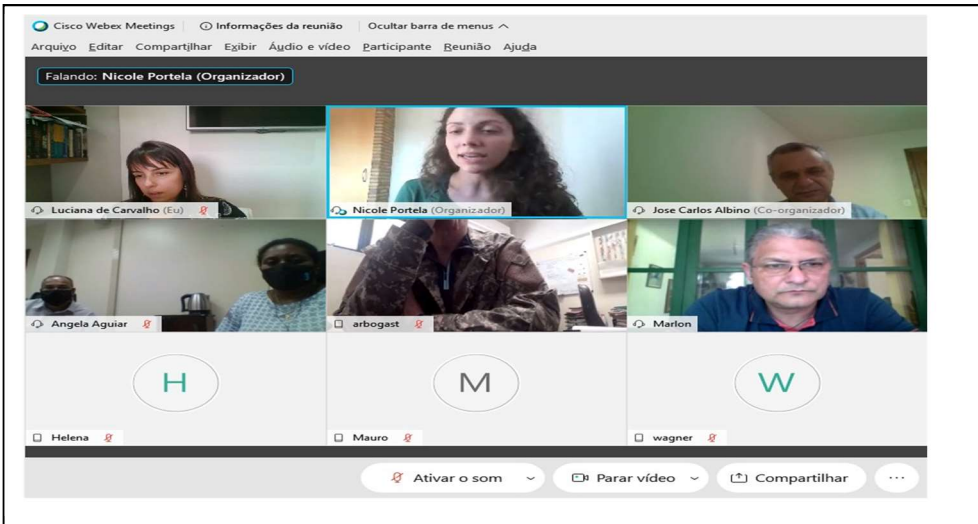 Cisco Webex Meetings Informações da reunião Ocultar barra de menus
Arquivo Editar Compartilhar Exibir Áudio e vídeo Participante Reunião Ajuda
Falando: Nicole Portela (Organizador)
Luciana de Carvalho (Eu)
Nicole Portela (Organizador)
Jose Carlos Albino (Co-organizador)
Angela Aguiar
arbogast
Marlon
H
M
W
Helena
Mauro
wagner
Ativar o som
Parar vídeo
Compartilhar